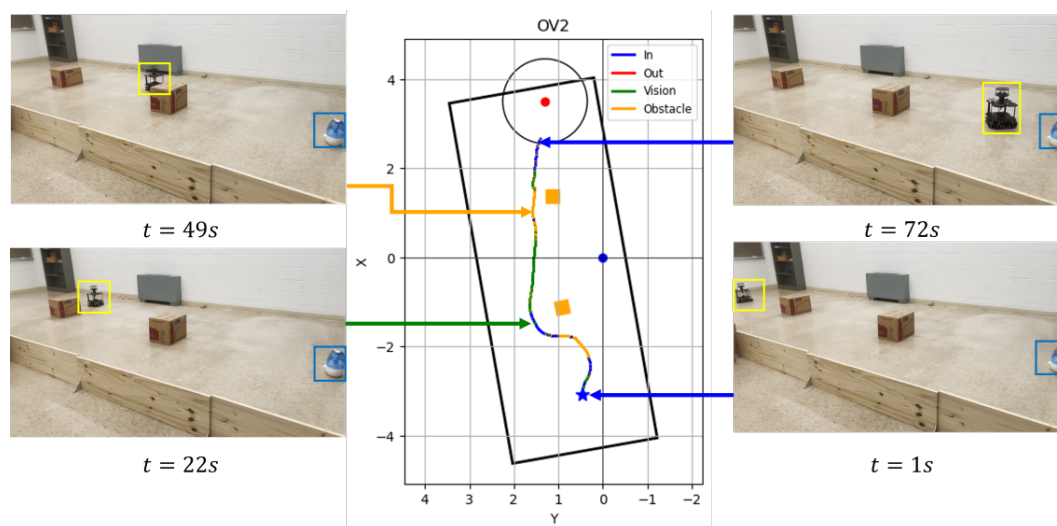 OV2
In
Out
Vision
Obstacle
4
2
0
−2
−4
X
4
3
2
1
0
−1
−2
Y
t = 49s
t = 72s
t = 22s
t = 1s